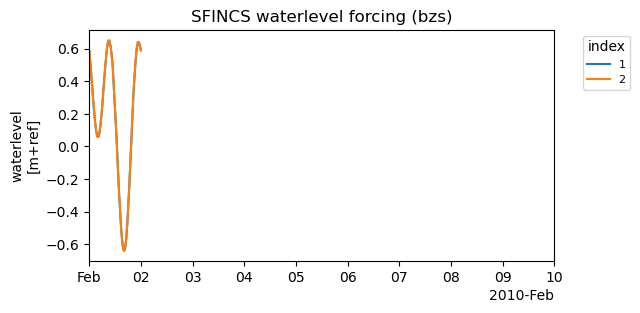 SFINCS waterlevel forcing (bzs)
index
1
2
waterlevel
[m+ref]
0.6
0.4
0.2
0.0
−0.2
−0.4
−0.6
Feb 02 03 04 05 06 07 08 09 10
2010-Feb